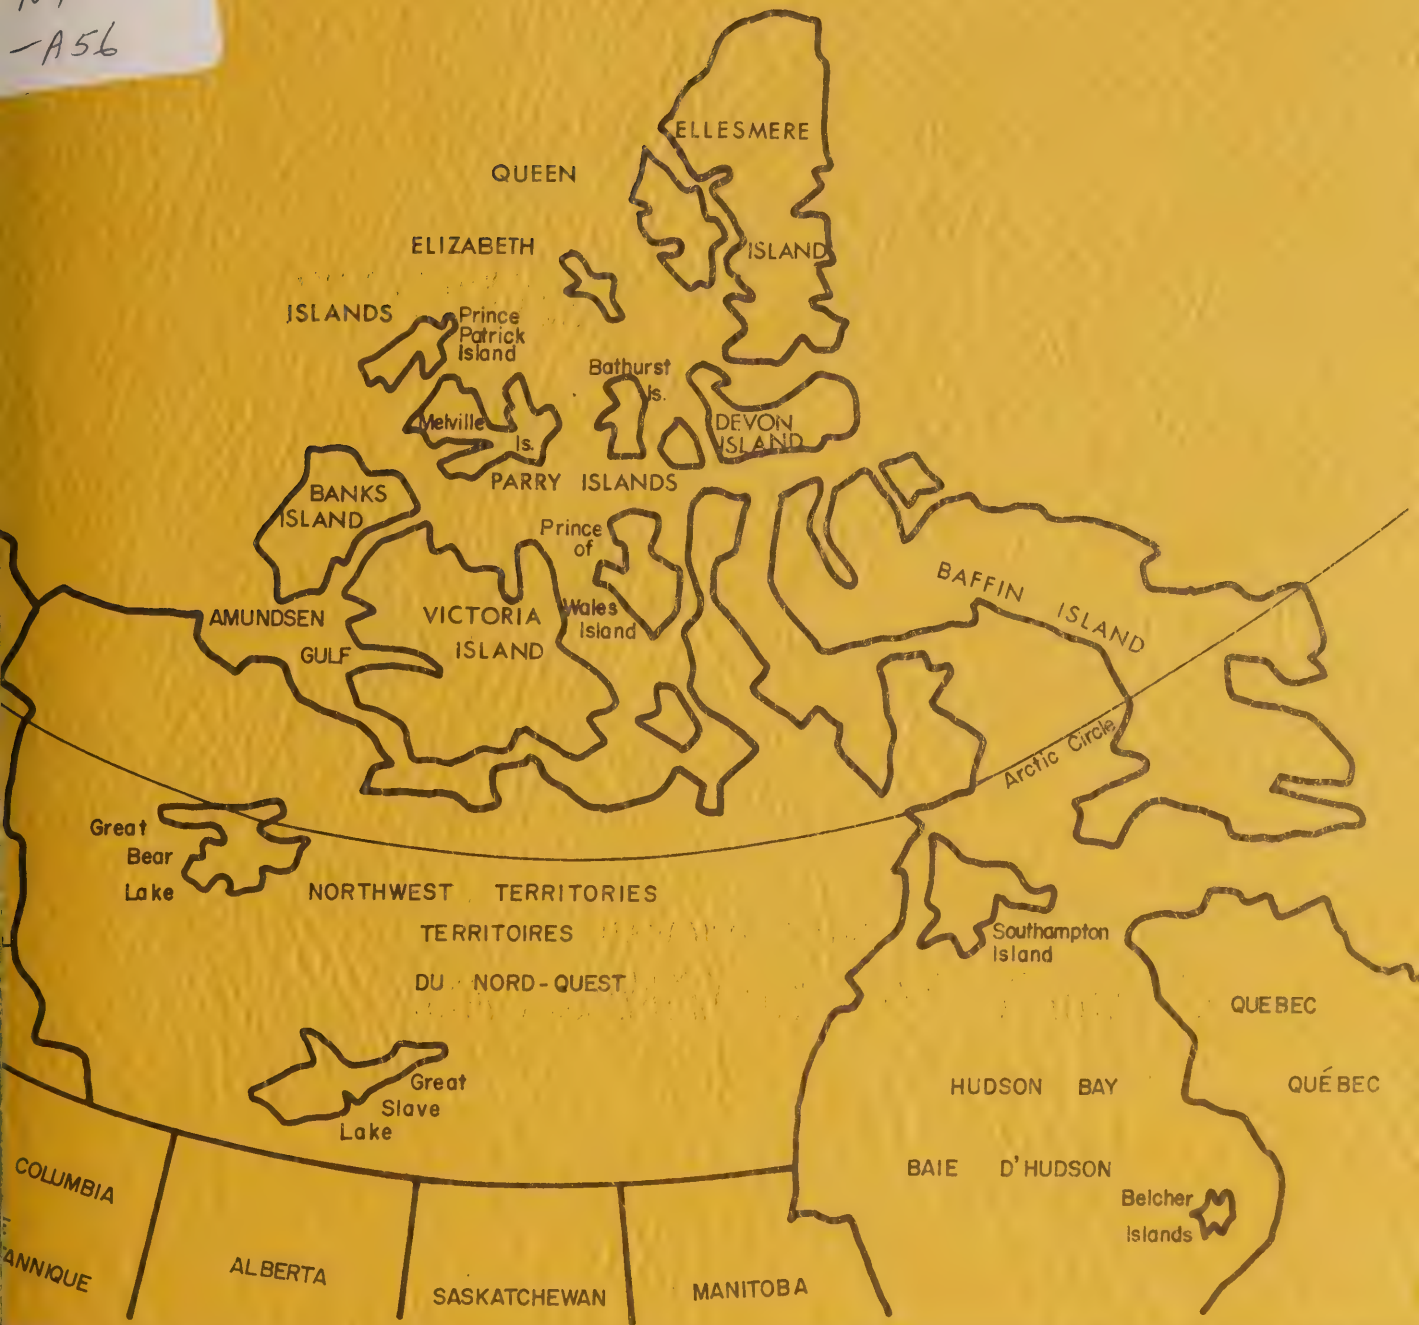 -A56
ELLESMERE
QUEEN
ELIZABETH
ISLAND
ISLANDS
Prince
Patrick
Island
Bathurst
Is.
Melville
Is.
DEVON
ISLAND
PARRY ISLANDS
BANKS
ISLAND
Prince
of
Wales
Island
BAFFIN ISLAND
AMUNDSEN
GULF
VICTORIA
ISLAND
Arctic Circle
Great
Bear
Lake
NORTHWEST TERRITORIES
TERRITOIRES
DU NORD-QUEST
Southampton
Island
QUEBEC
QUÉBEC
HUDSON BAY
BAIE D'HUDSON
Great
Slave
Lake
Belcher
Islands
COLUMBIA
ANNIQUE
ALBERTA
SASKATCHEWAN
MANITOBA